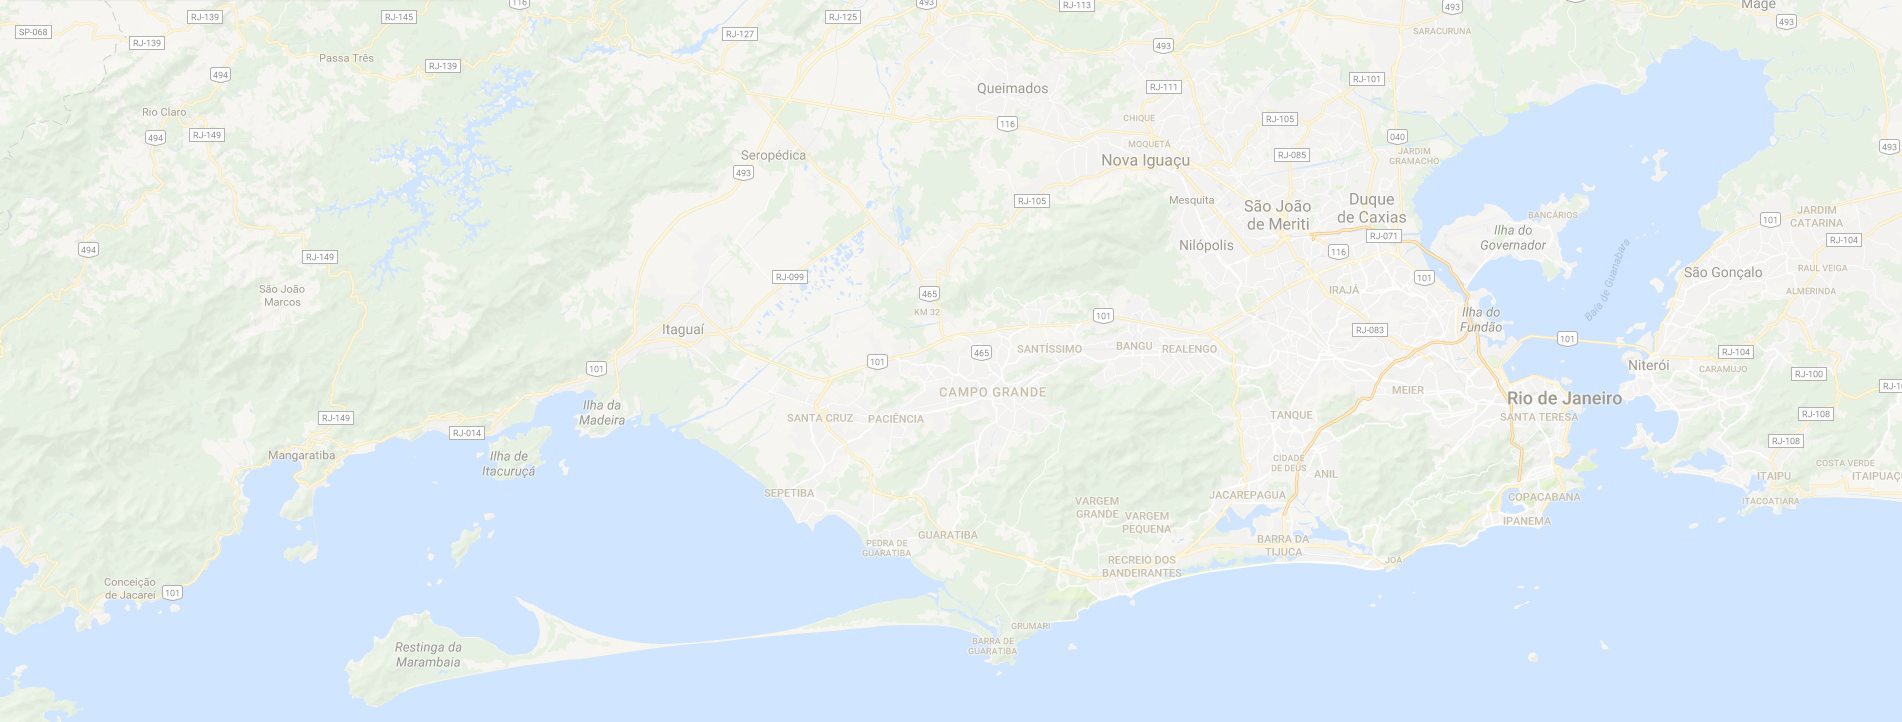 116
493
RJ-113
493
Magé
SP-068
RJ-139
RJ-145
RJ-125
493
RJ-139
RJ-127
SARACURUNA
493
Passa Três
RJ-139
494
RJ-101
Queimados
RJ-111
Rio Claro
CHIQUE
RJ-105
116
494
RJ-149
040
MOQUETÁ
493
Seropédica
Nova Iguaçu
RJ-085
JARDIM
GRAMACHO
493
RJ-105
Mesquita
São João
de Meriti
Duque
de Caxias
BANCÁRIOS
101
JARDIM
CATARINA
RJ-071
Ilha do
Governador
RJ-104
494
Nilópolis
116
RJ-149
São Gonçalo
RAUL VEIGA
RJ-099
101
Baía de Guanabara
São João
Marcos
465
IRAJÁ
ALMERINDA
KM 32
101
Ilha do
Fundão
Itaguaí
RJ-083
101
SANTÍSSIMO
BANGU
REALENGO
465
RJ-104
101
101
Niterói
CARAMUJO
RJ-100
CAMPO GRANDE
MEIER
Rio de Janeiro
Ilha da
Madeira
RJ-149
SANTA CRUZ
PACIÊNCIA
TANQUE
SANTA TERESA
RJ-108
RJ-014
RJ-108
Mangaratiba
Ilha de
Itacuruçá
CIDADE
DE DEUS
ANIL
COSTA VERDE
ITAIPU
SEPETIBA
JACAREPAGUA
COPACABANA
ITACOATIARA
VARGEM
GRANDE
VARGEM
PEQUENA
IPANEMA
GUARATIBA
PEDRA DE
GUARATIBA
BARRA DA
TIJUCA
RECREIO DOS
BANDEIRANTES
JOÁ
Conceição
de Jacareí
101
GRUMARI
Restinga da
Marambaia
BARRA DE
GUARATIBA